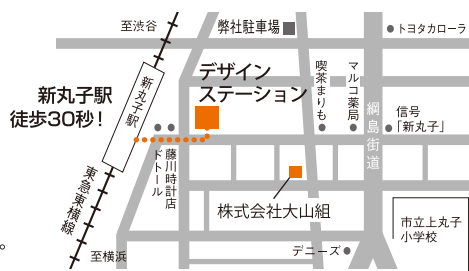 至渋谷
弊社駐車場
トヨタカローラ
デザイン
ステーション
喫茶まりも
マルコ薬局
新丸子駅
徒歩30秒！
新丸子駅
綱島街道
信号
「新丸子」
藤川時計店
ドトール
東急東横線
株式会社大山組
市立上丸子
小学校
デニーズ
至横浜
。